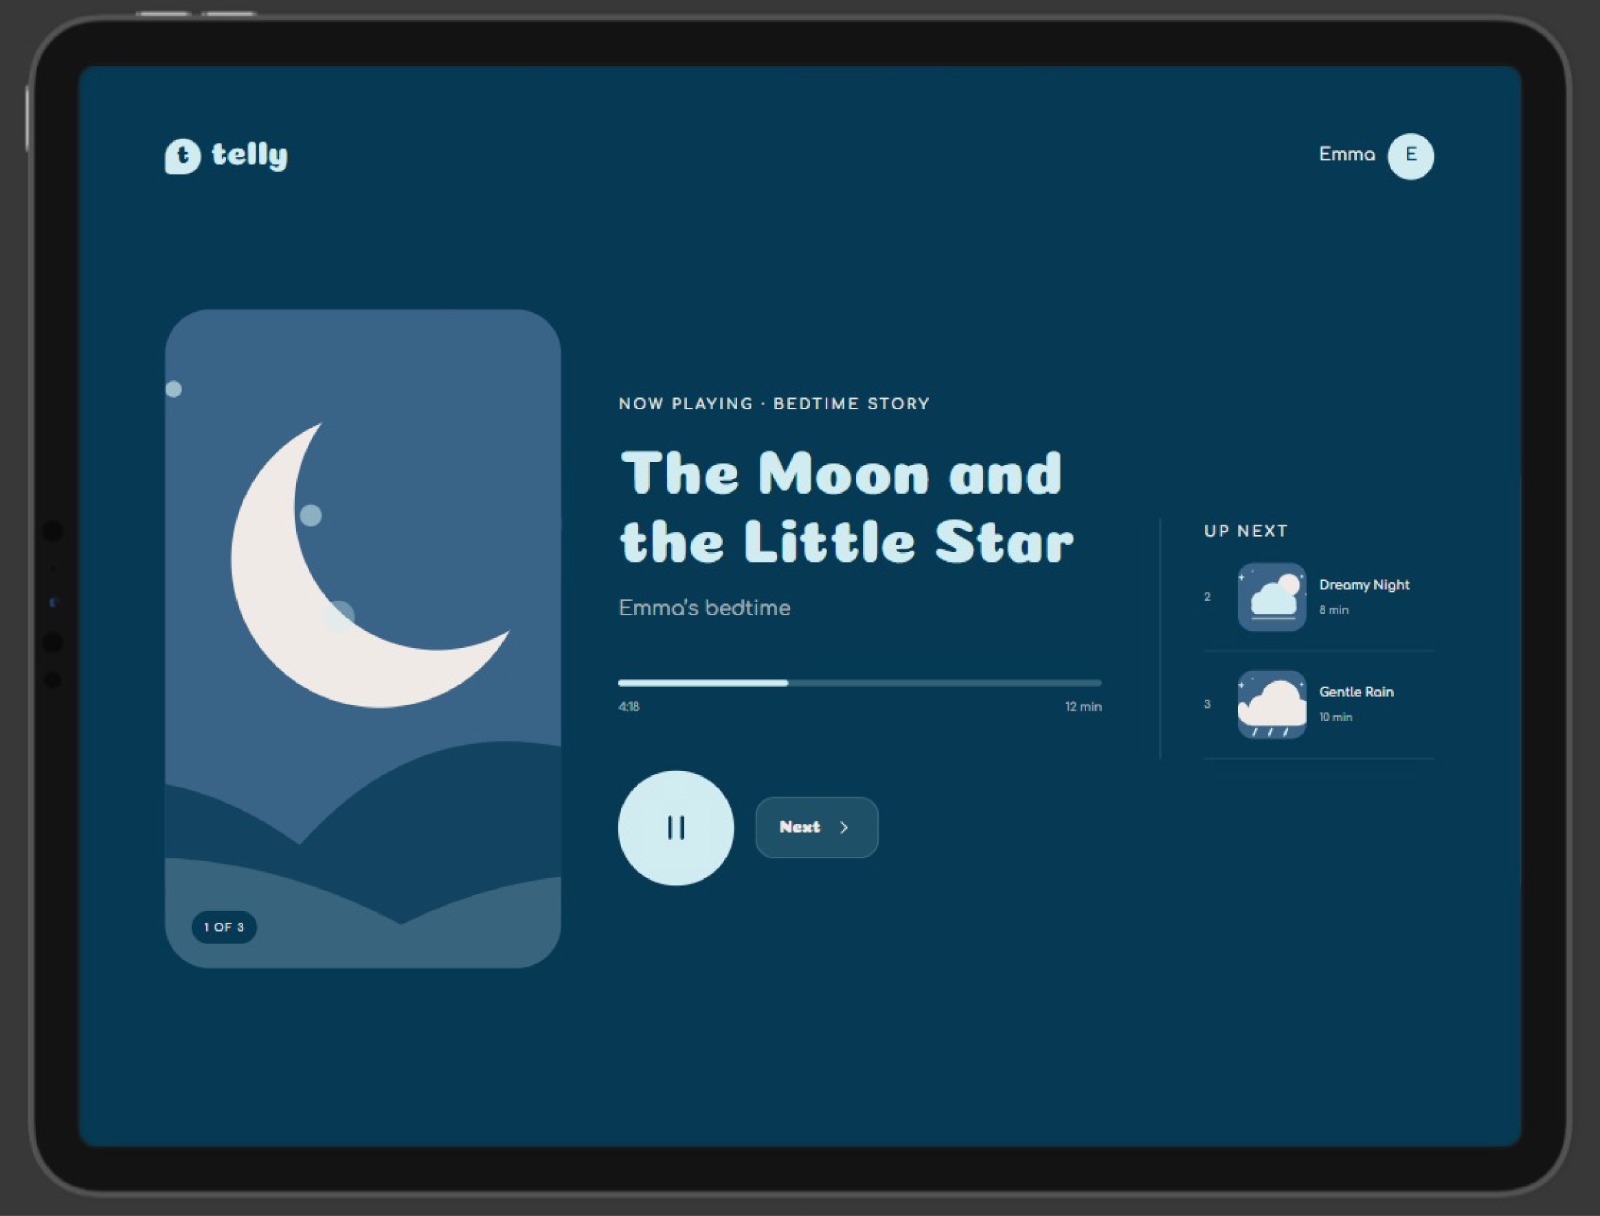 t telly
Emma E
NOW PLAYING · BEDTIME STORY
The Moon and
the Little Star
Emma's bedtime
4:18
12 min
Next
1 OF 3
UP NEXT
2
Dreamy Night
8 min
3
Gentle Rain
10 min